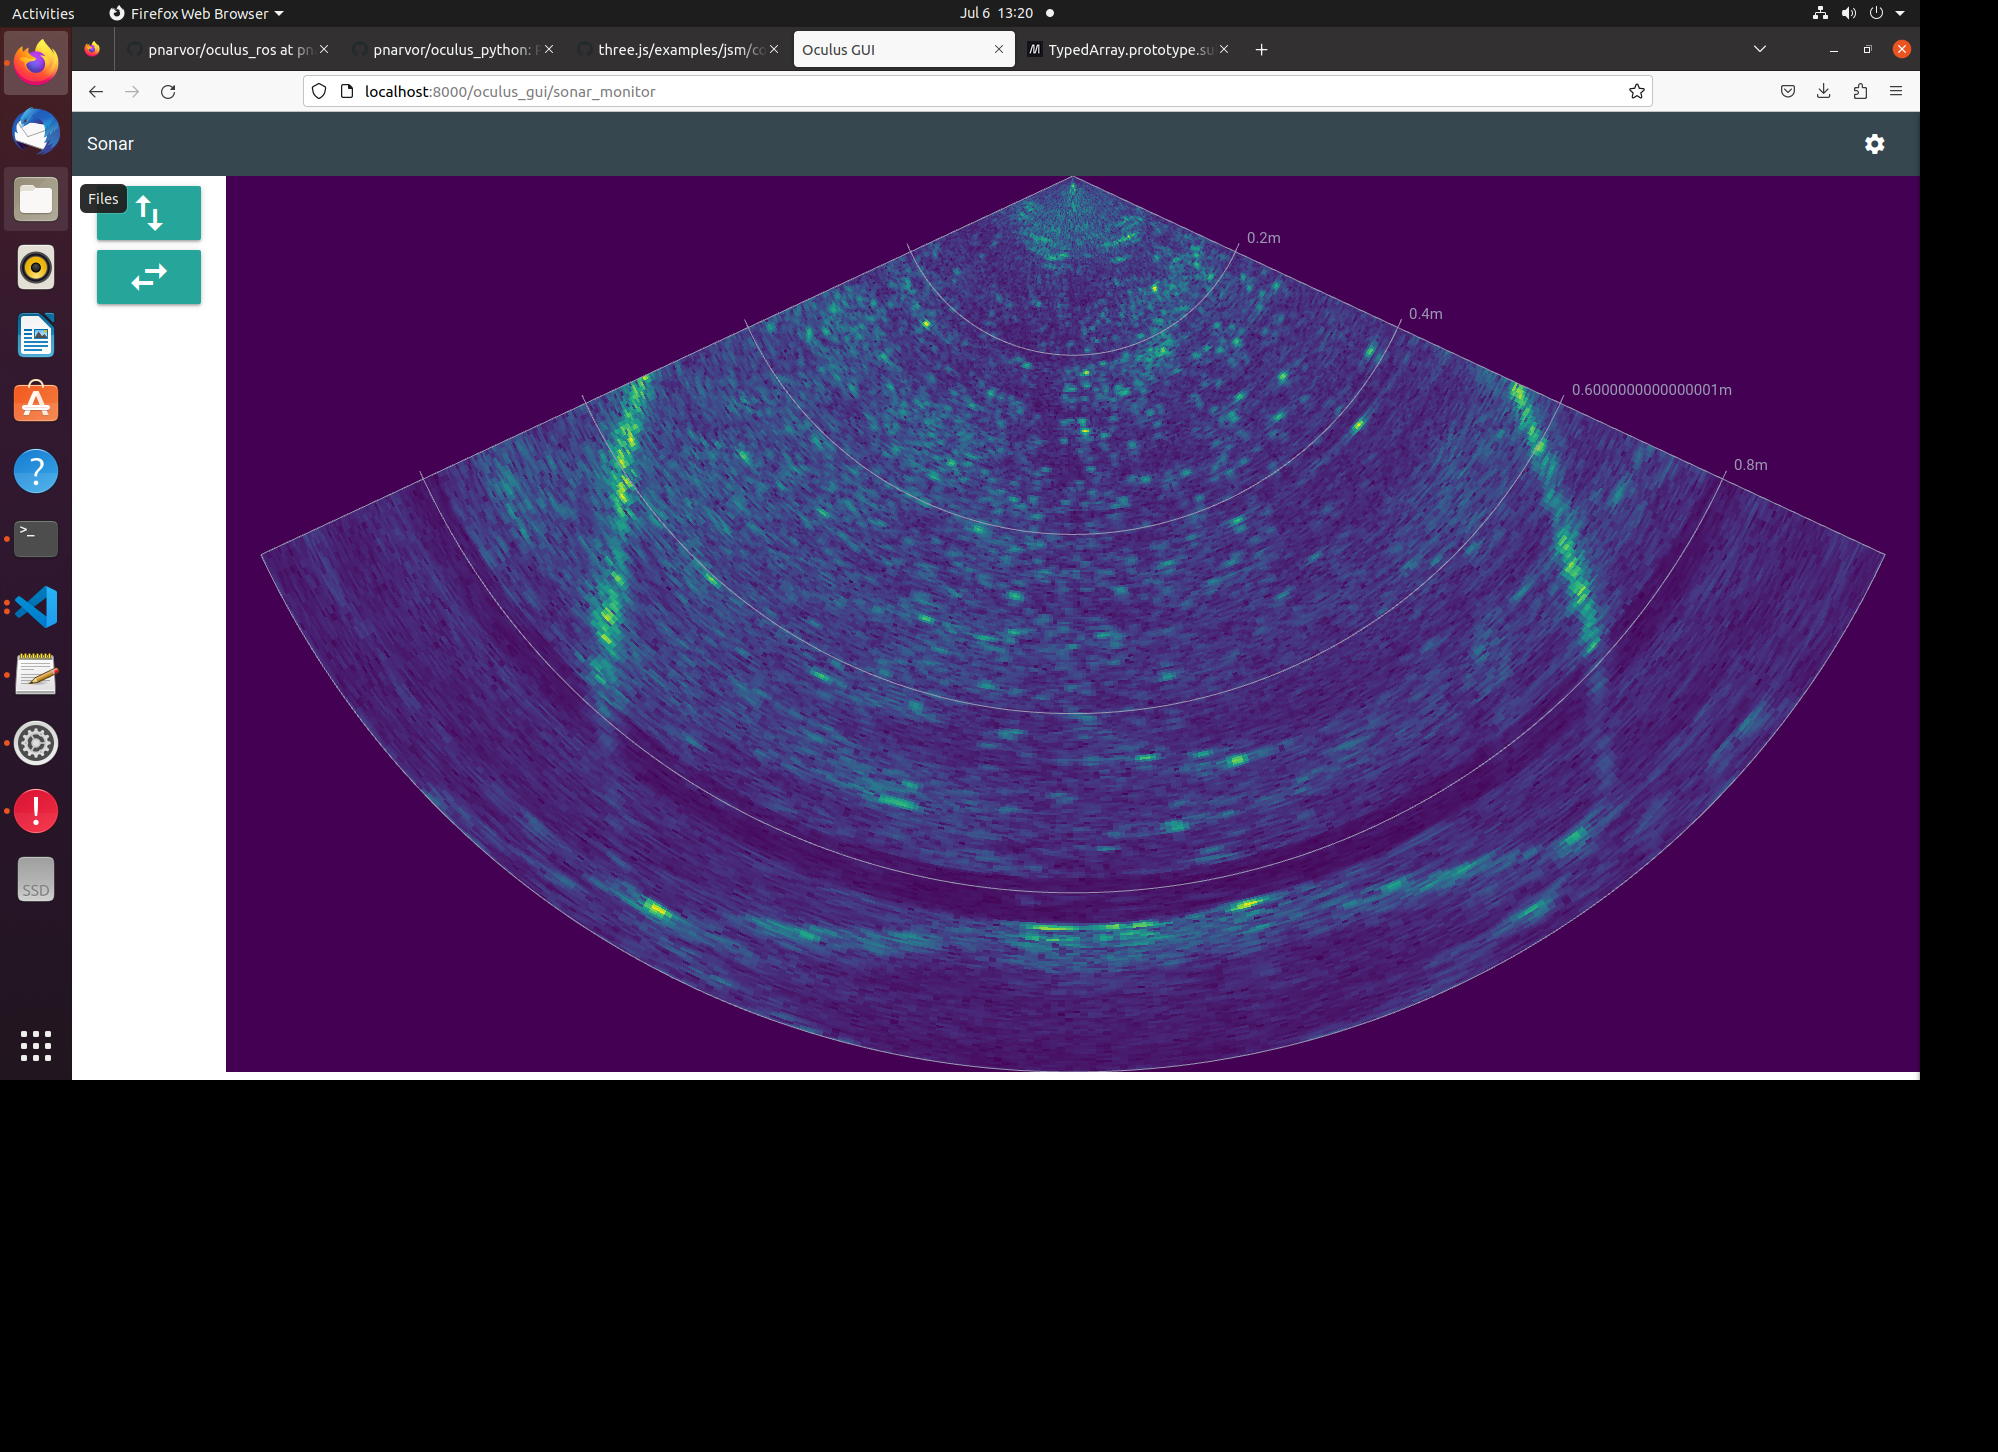 Activities
Firefox Web Browser
Jul 6 13:20
pnarvor/oculus_ros at pn
pnarvor/oculus_python: P
three.js/examples/jsm/co
Oculus GUI
TypedArray.prototype.su
localhost:8000/oculus_gui/sonar_monitor
Sonar
Files
0.2m
0.4m
0.6000000000000001m
0.8m
>_
SSD